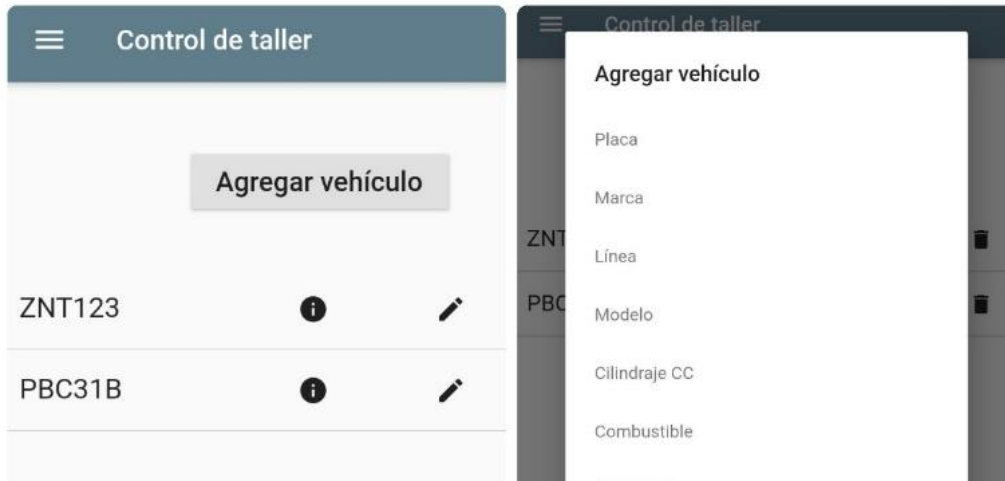 Control de taller
Agregar vehículo
ZNT123
PBC31B
Control de taller
Agregar vehículo
Placa
Marca
ZNT
Línea
PBC
Modelo
Cilindraje CC
Combustible